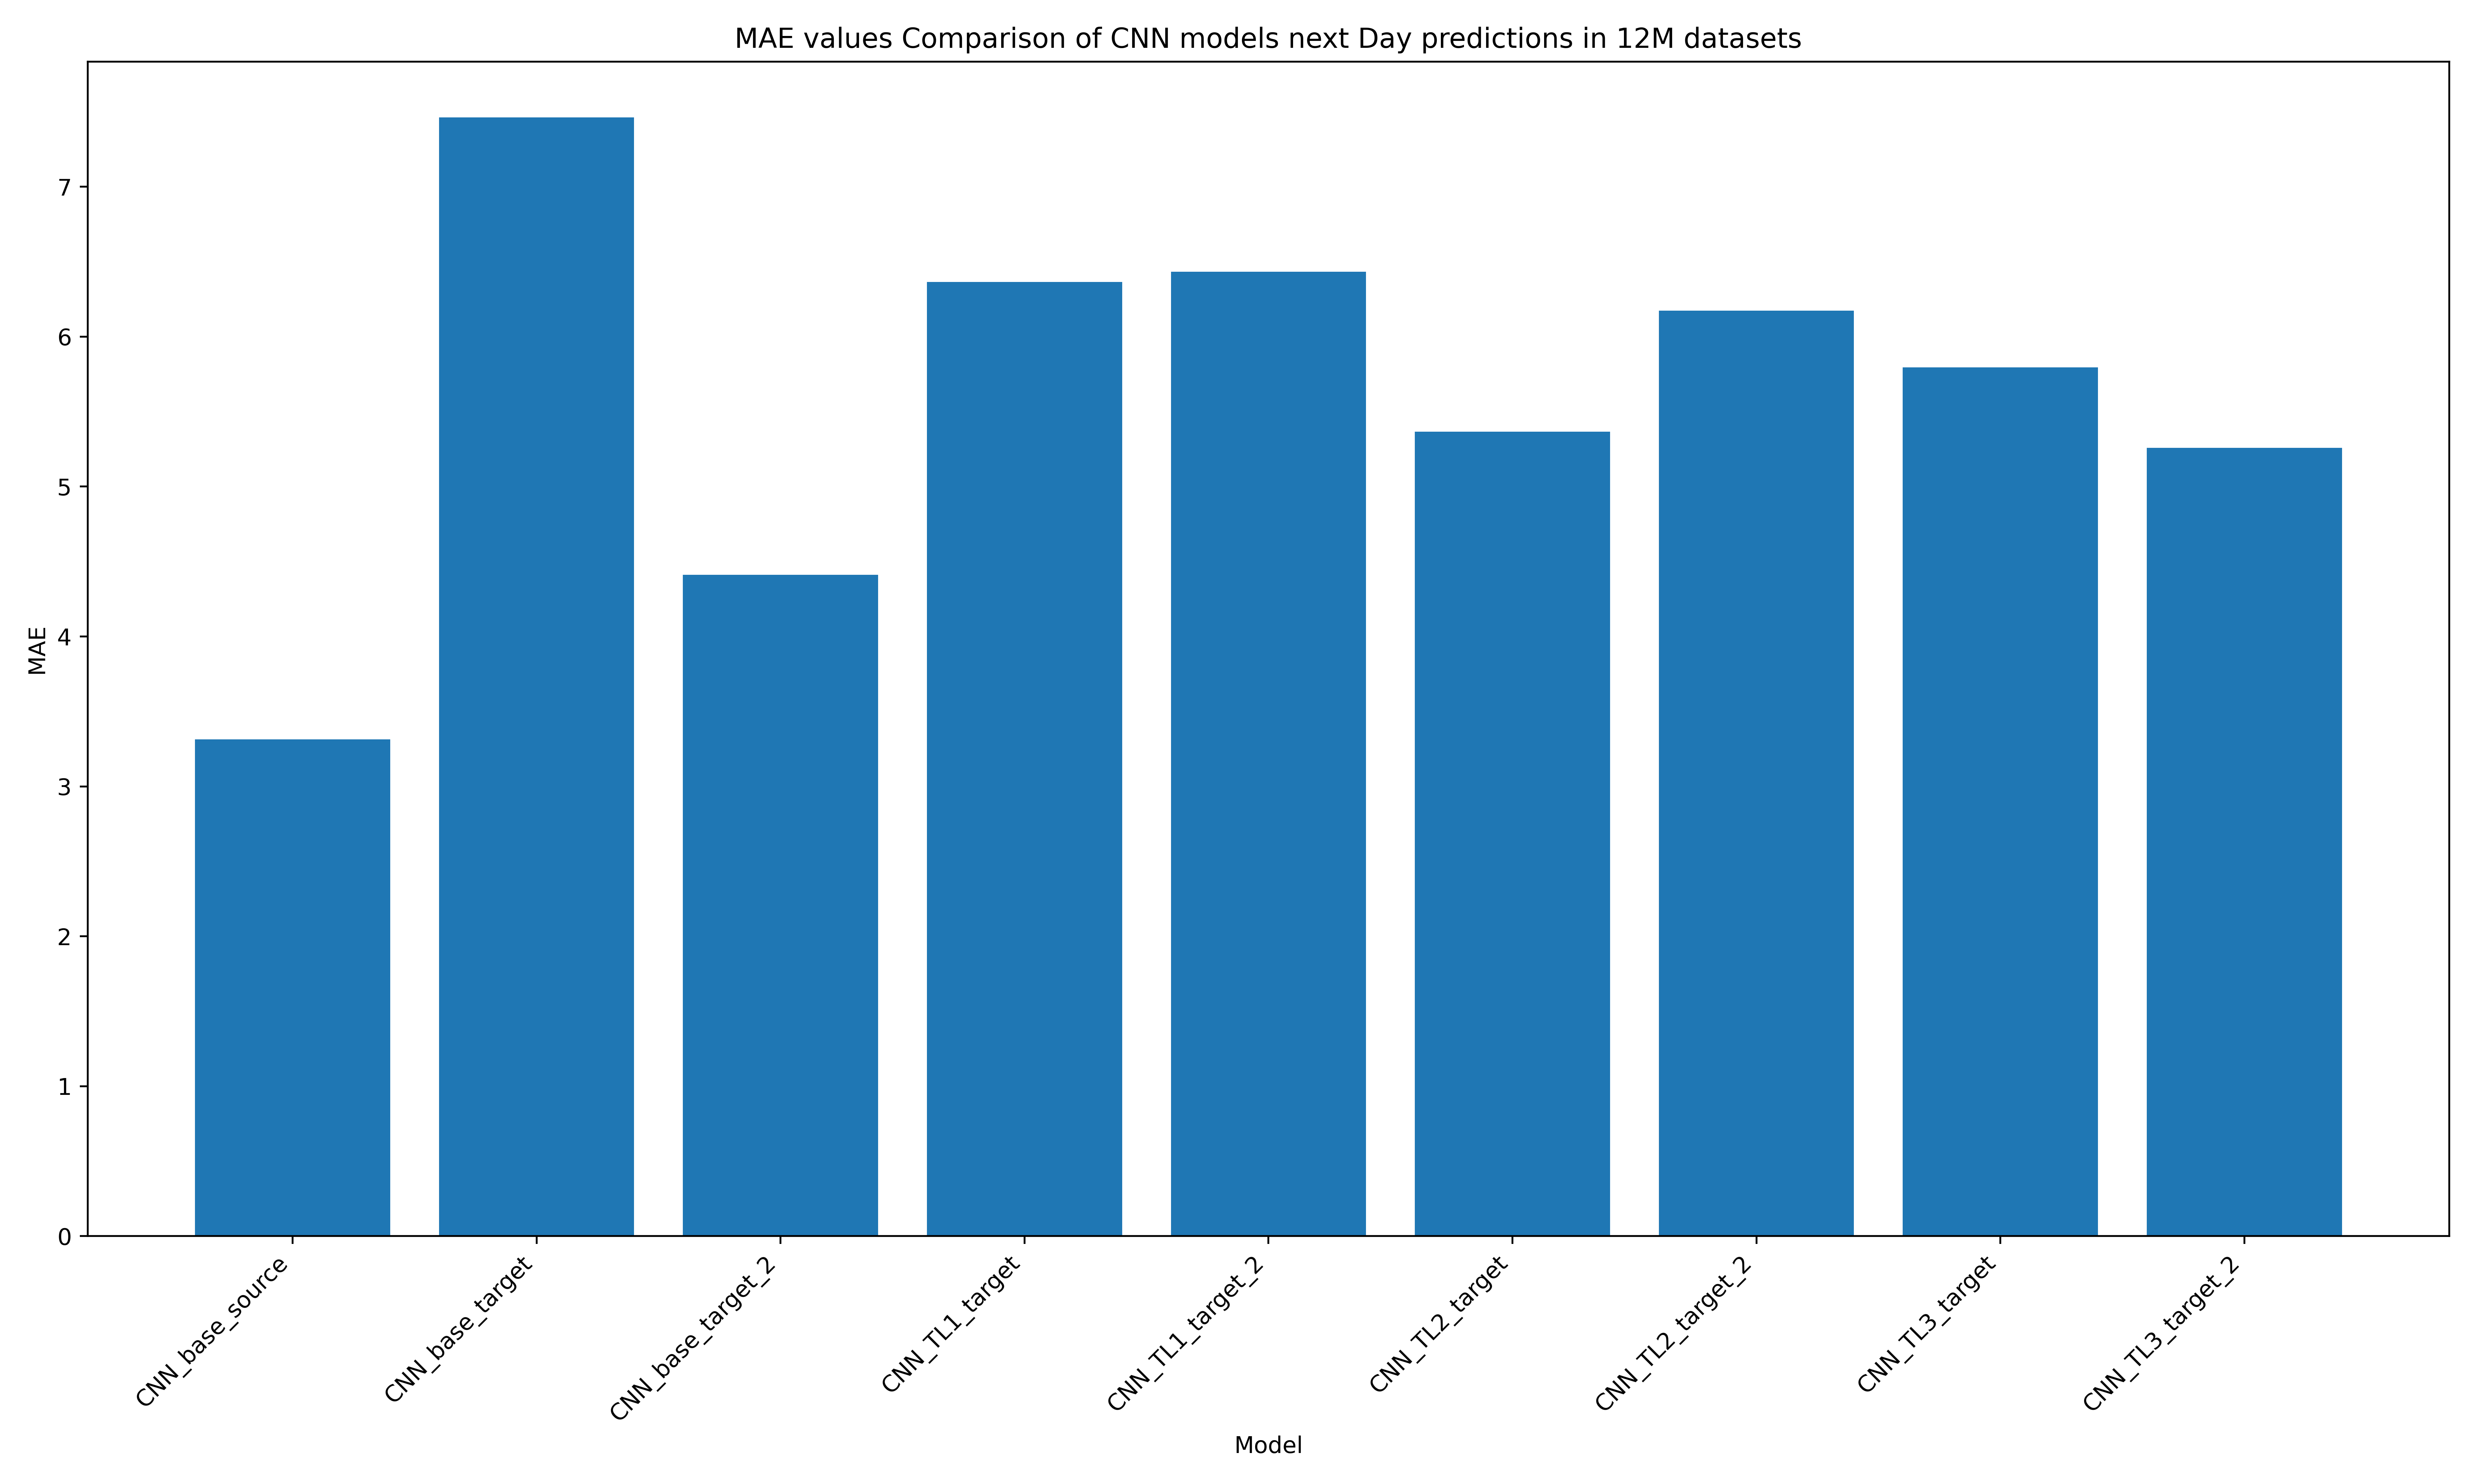 MAE values Comparison of CNN models next Day predictions in 12M datasets
MAE
7
6
5
4
3
2
1
0
CNN_base_source
CNN_base_target
CNN_base_target_2
CNN_TL1_target
CNN_TL1_target_2
CNN_TL2_target
CNN_TL2_target_2
CNN_TL3_target
CNN_TL3_target_2
Model